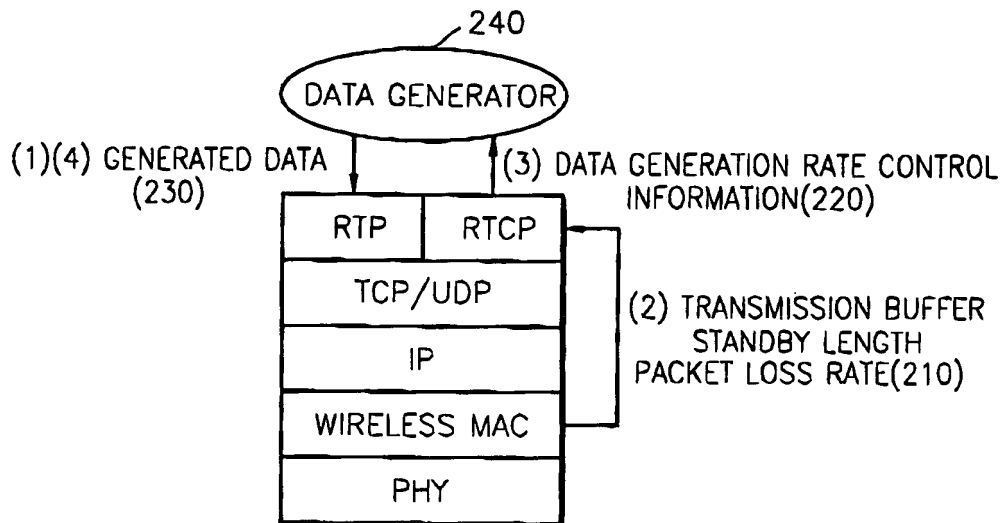 240
DATA GENERATOR
(1)(4) GENERATED DATA
(230)
(3) DATA GENERATION RATE CONTROL
INFORMATION(220)
RTP
RTCP
TCP/UDP
(2) TRANSMISSION BUFFER
STANDBY LENGTH
PACKET LOSS RATE(210)
IP
WIRELESS MAC
PHY